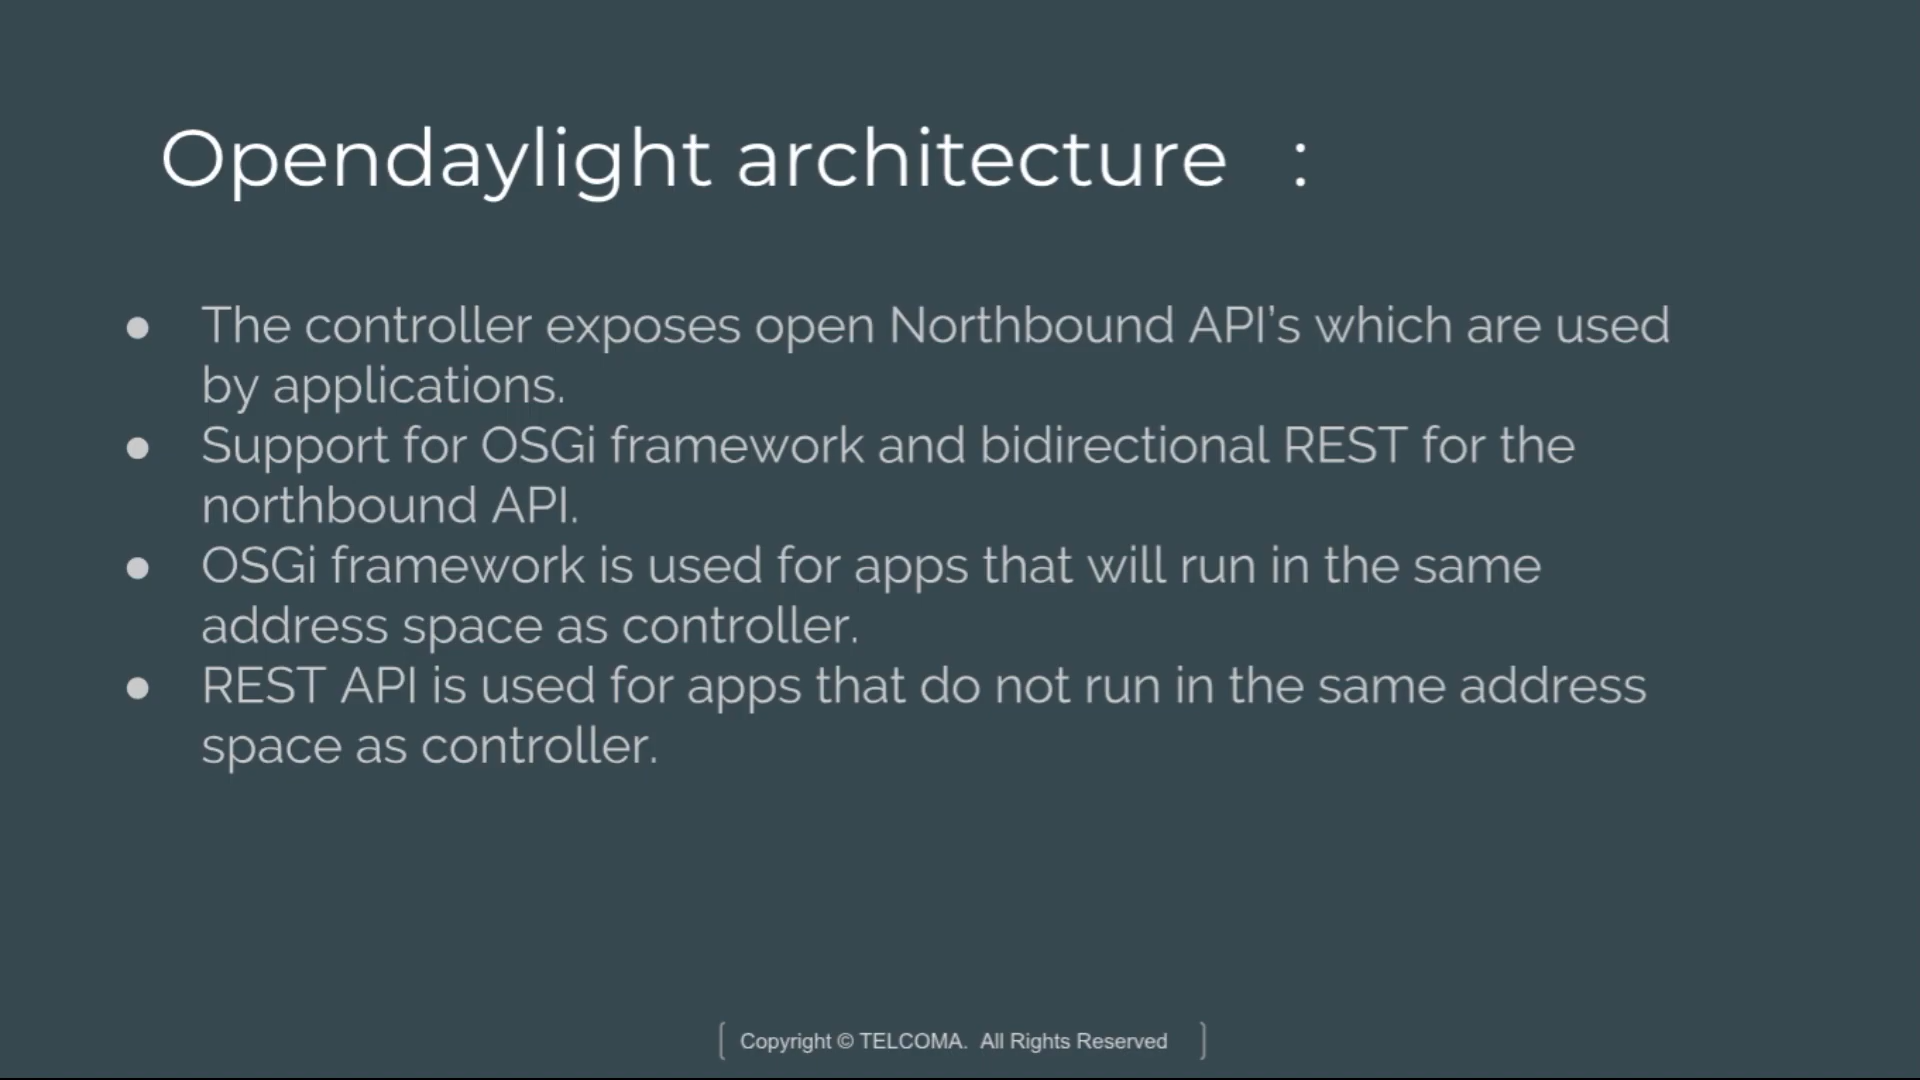 Opendaylight architecture :
● The controller exposes open Northbound API’s which are used
by applications.
● Support for OSGi framework and bidirectional REST for the
northbound API.
● OSGi framework is used for apps that will run in the same
address space as controller.
● REST API is used for apps that do not run in the same address
space as controller.
[ Copyright © TELCOMA. All Rights Reserved ]